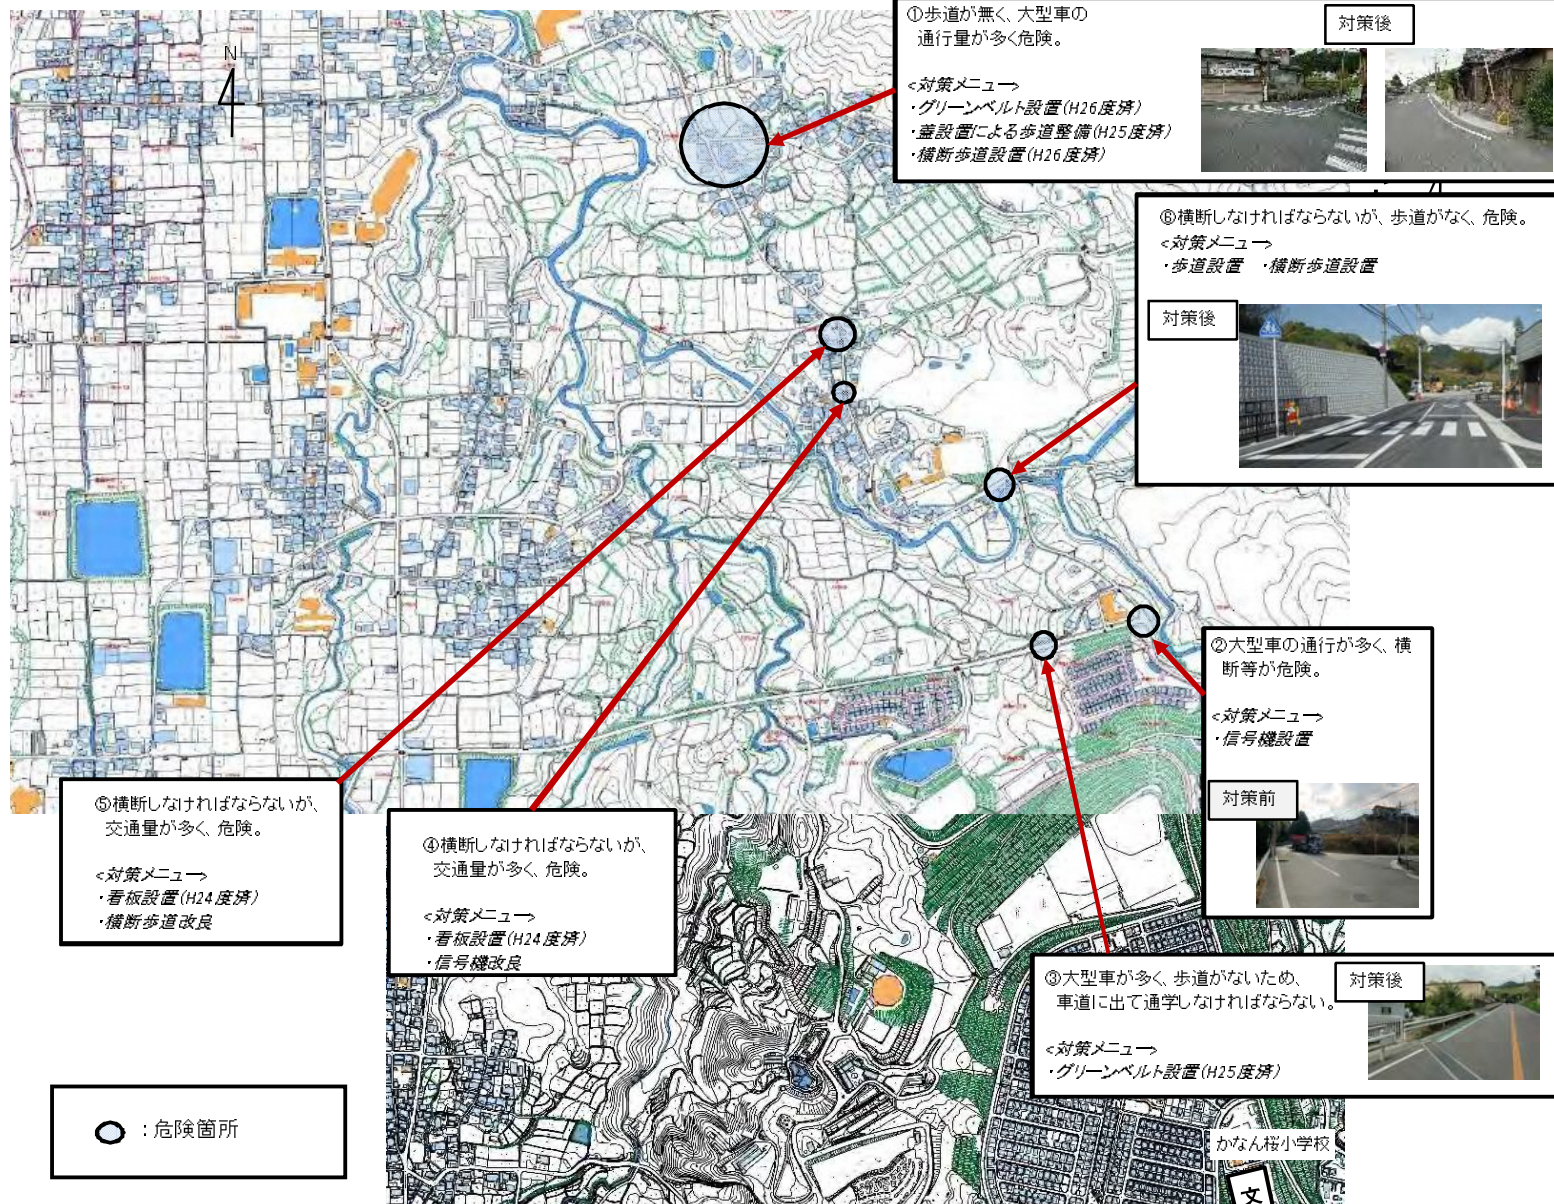 ①歩道が無く、大型車の
通行量が多く危険。
<対策メニュー>
・グリーンベルト設置(H26度済)
・蓋設置による歩道整備(H25度済)
・横断歩道設置(H26度済)
対策後
N
⑥横断しなければならないが、歩道がなく、危険。
<対策メニュー>
・歩道設置　・横断歩道設置
対策後
②大型車の通行が多く、横
断等が危険。
<対策メニュー>
・信号機設置
対策前
⑤横断しなければならないが、
交通量が多く、危険。
<対策メニュー>
・看板設置(H24度済)
・横断歩道改良
④横断しなければならないが、
交通量が多く、危険。
<対策メニュー>
・看板設置(H24度済)
・信号機改良
③大型車が多く、歩道がないため、
車道に出て通学しなければならない。
<対策メニュー>
・グリーンベルト設置(H25度済)
対策後
：危険箇所
かなん桜小学校
文